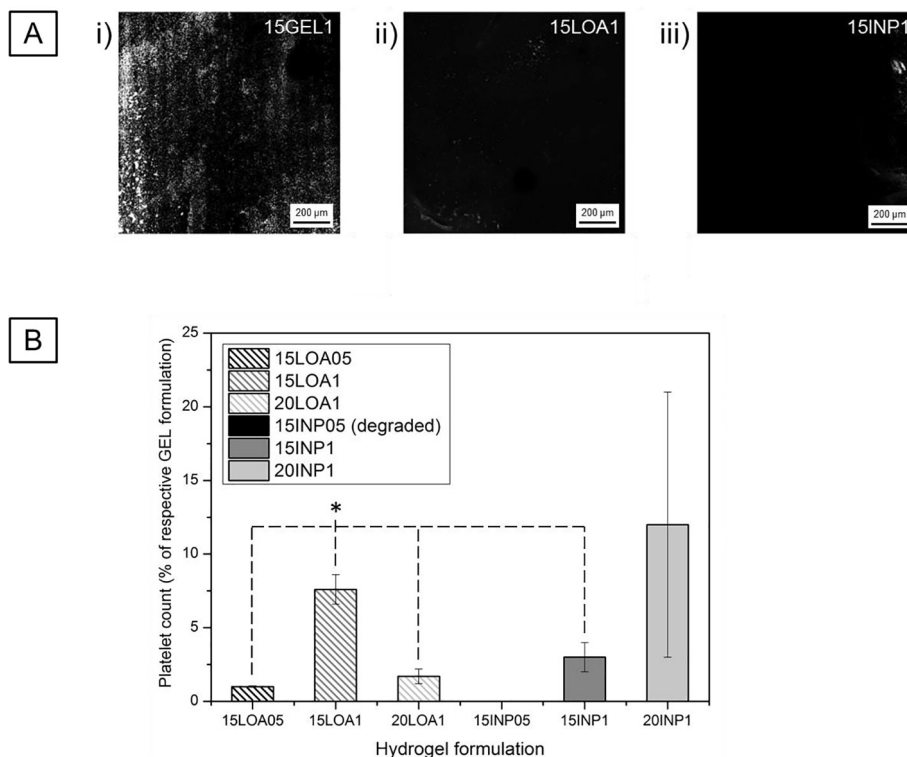 A
i)
15GEL1
200 µm
ii)
15LOA1
200 µm
iii)
15INP1
200 µm
B
Platelet count (% of respective GEL formulation)
25
20
15
10
5
0
15LOA05
15LOA1
20LOA1
15INP05 (degraded)
15INP1
20INP1
*
15LOA05
15LOA1
20LOA1
15INP05
15INP1
20INP1
Hydrogel formulation